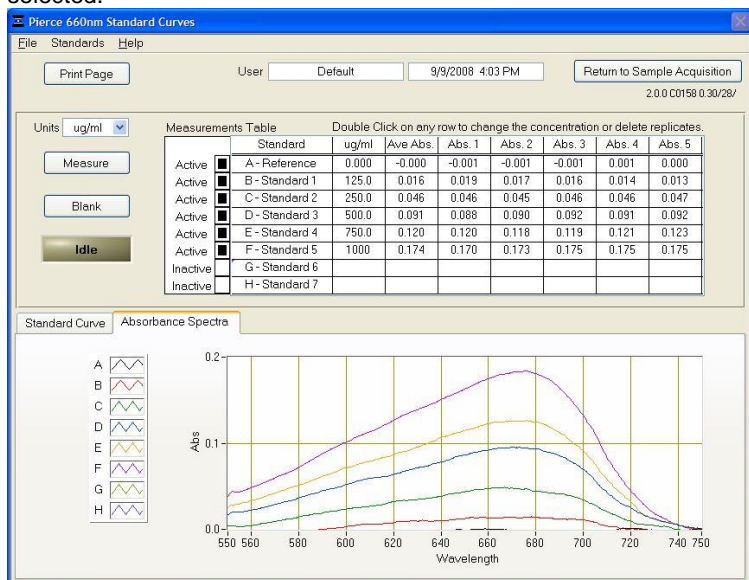 selected.
Pierce 660nm Standard Curves
File Standards Help
Print Page User Default 9/9/2008 4:03 PM Return to Sample Acquisition
2.0.0 C0158 0.30/28/
Units ug/ml Measurements Table Double Click on any row to change the concentration or delete replicates.
Standard ug/ml Ave Abs. Abs. 1 Abs. 2 Abs. 3 Abs. 4 Abs. 5
Measure
Active A - Reference 0.000 -0.000 -0.001 -0.001 -0.001 0.001 0.000
Active B - Standard 1 125.0 0.016 0.019 0.017 0.016 0.014 0.013
Blank
Active C - Standard 2 250.0 0.046 0.046 0.045 0.046 0.046 0.047
Active D - Standard 3 500.0 0.091 0.088 0.090 0.092 0.091 0.092
Active E - Standard 4 750.0 0.120 0.120 0.118 0.119 0.121 0.123
Idle
Active F - Standard 5 1000 0.174 0.170 0.173 0.175 0.175 0.175
Inactive G - Standard 6
Inactive H - Standard 7
Standard Curve Absorbance Spectra
A
B
C
D
E
F
G
H
0.2
0.1
0.0
Abs
550 560 580 600 620 640 660 680 700 720 740 750
Wavelength